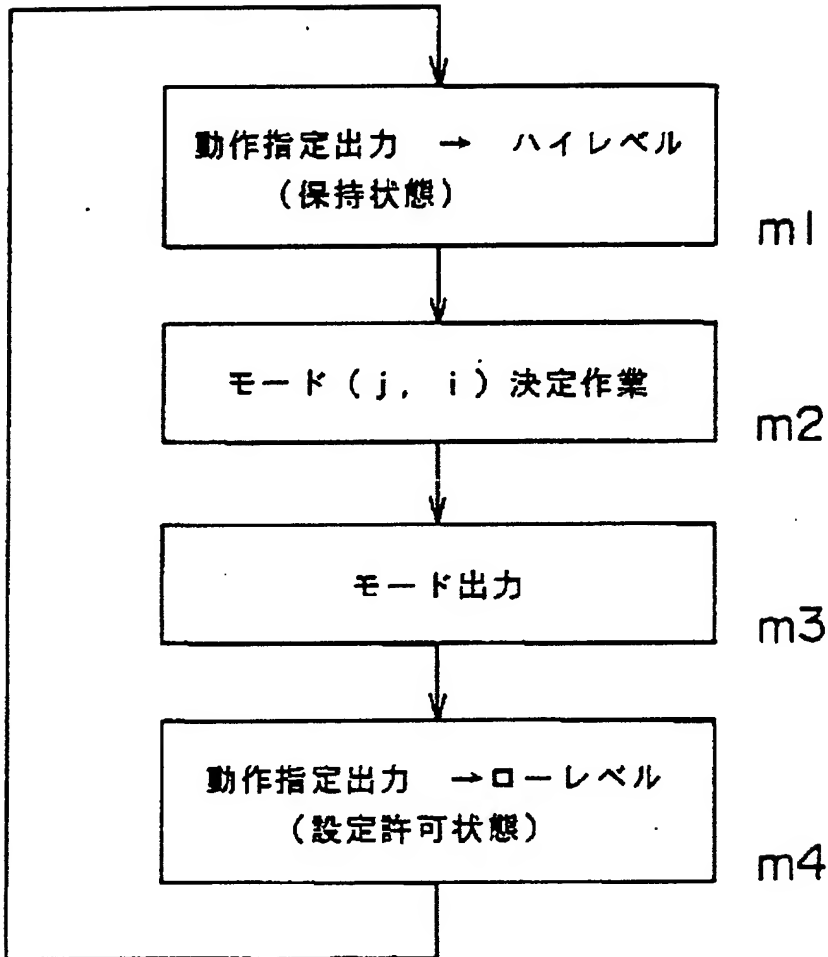 動作指定出力 → ハイレベル
(保持状態)
m1
モード(j, i)決定作業
m2
モード出力
m3
動作指定出力 →ローレベル
(設定許可状態)
m4